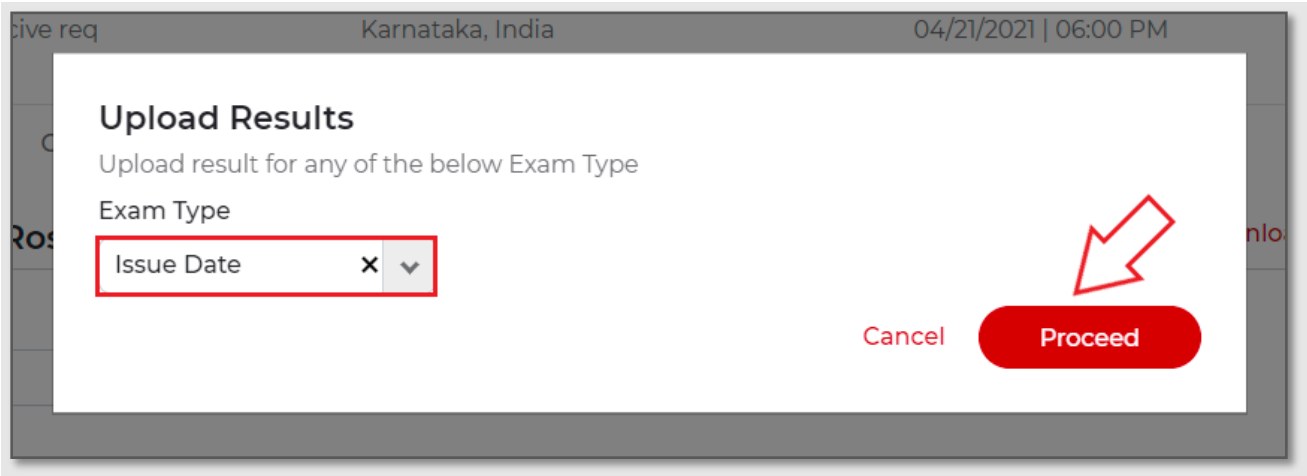 req Karnataka, India 04/21/2021 | 06:00 PM
Upload Results
Upload result for any of the below Exam Type
Exam Type
Issue Date
Cancel Proceed